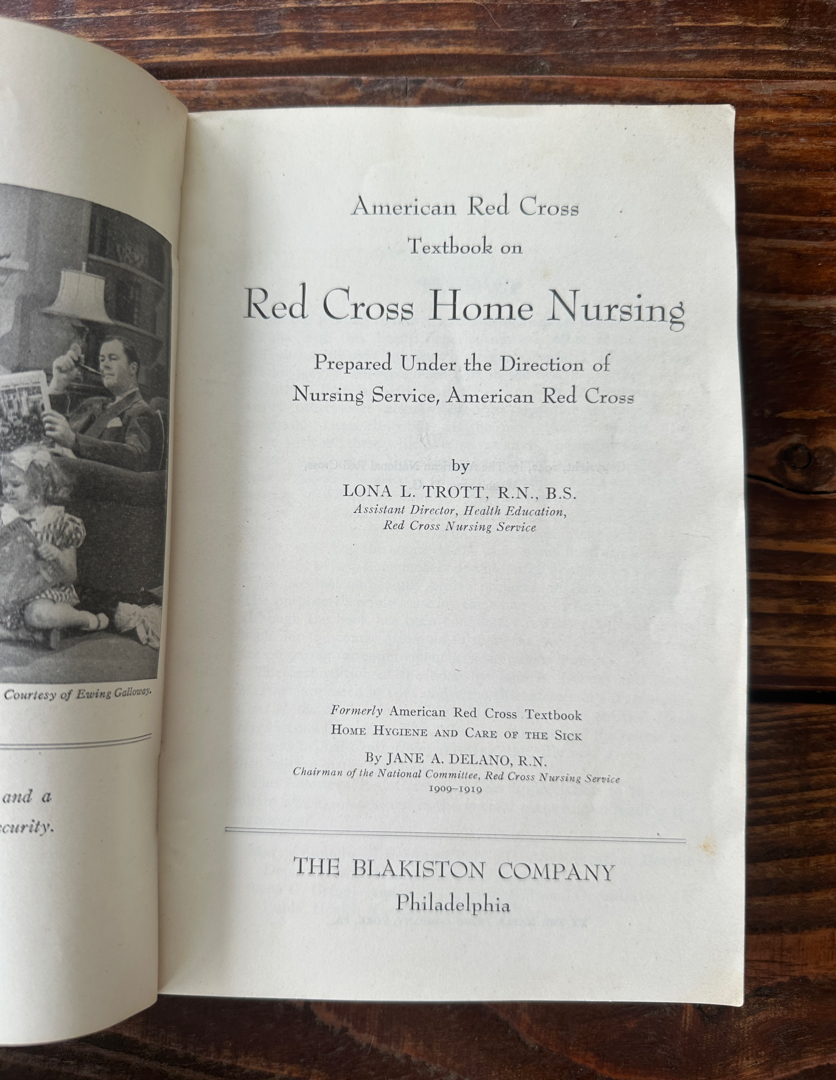 Courtesy of Ewing Galloway.
and a
curity.
American Red Cross
Textbook on
Red Cross Home Nursing
Prepared Under the Direction of
Nursing Service, American Red Cross
by
LONA L. TROTT, R.N., B.S.
Assistant Director, Health Education,
Red Cross Nursing Service
Formerly American Red Cross Textbook
HOME HYGIENE AND CARE OF THE SICK
By JANE A. DELANO, R.N.
Chairman of the National Committee, Red Cross Nursing Service
1909–1919
THE BLAKISTON COMPANY
Philadelphia